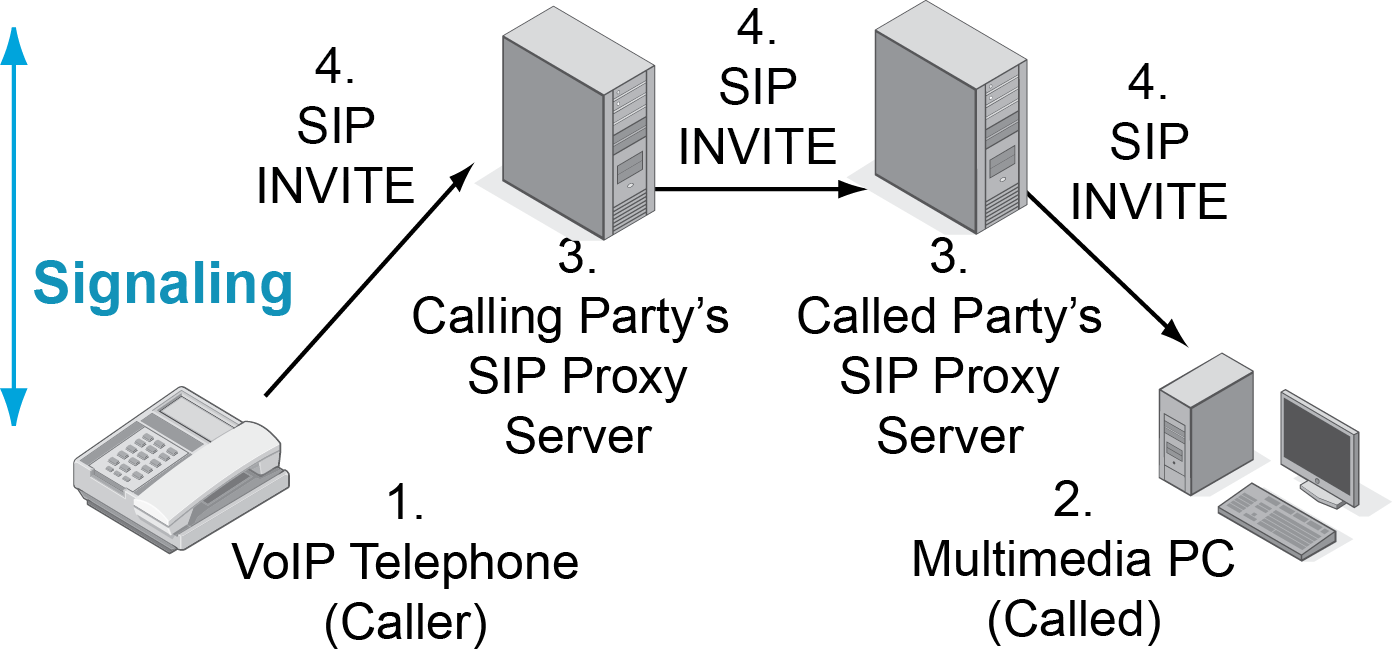 4.
SIP
INVITE
4.
SIP
INVITE
4.
SIP
INVITE
Signaling
3.
Calling Party’s
SIP Proxy
Server
3.
Called Party’s
SIP Proxy
Server
1.
VoIP Telephone
(Caller)
2.
Multimedia PC
(Called)